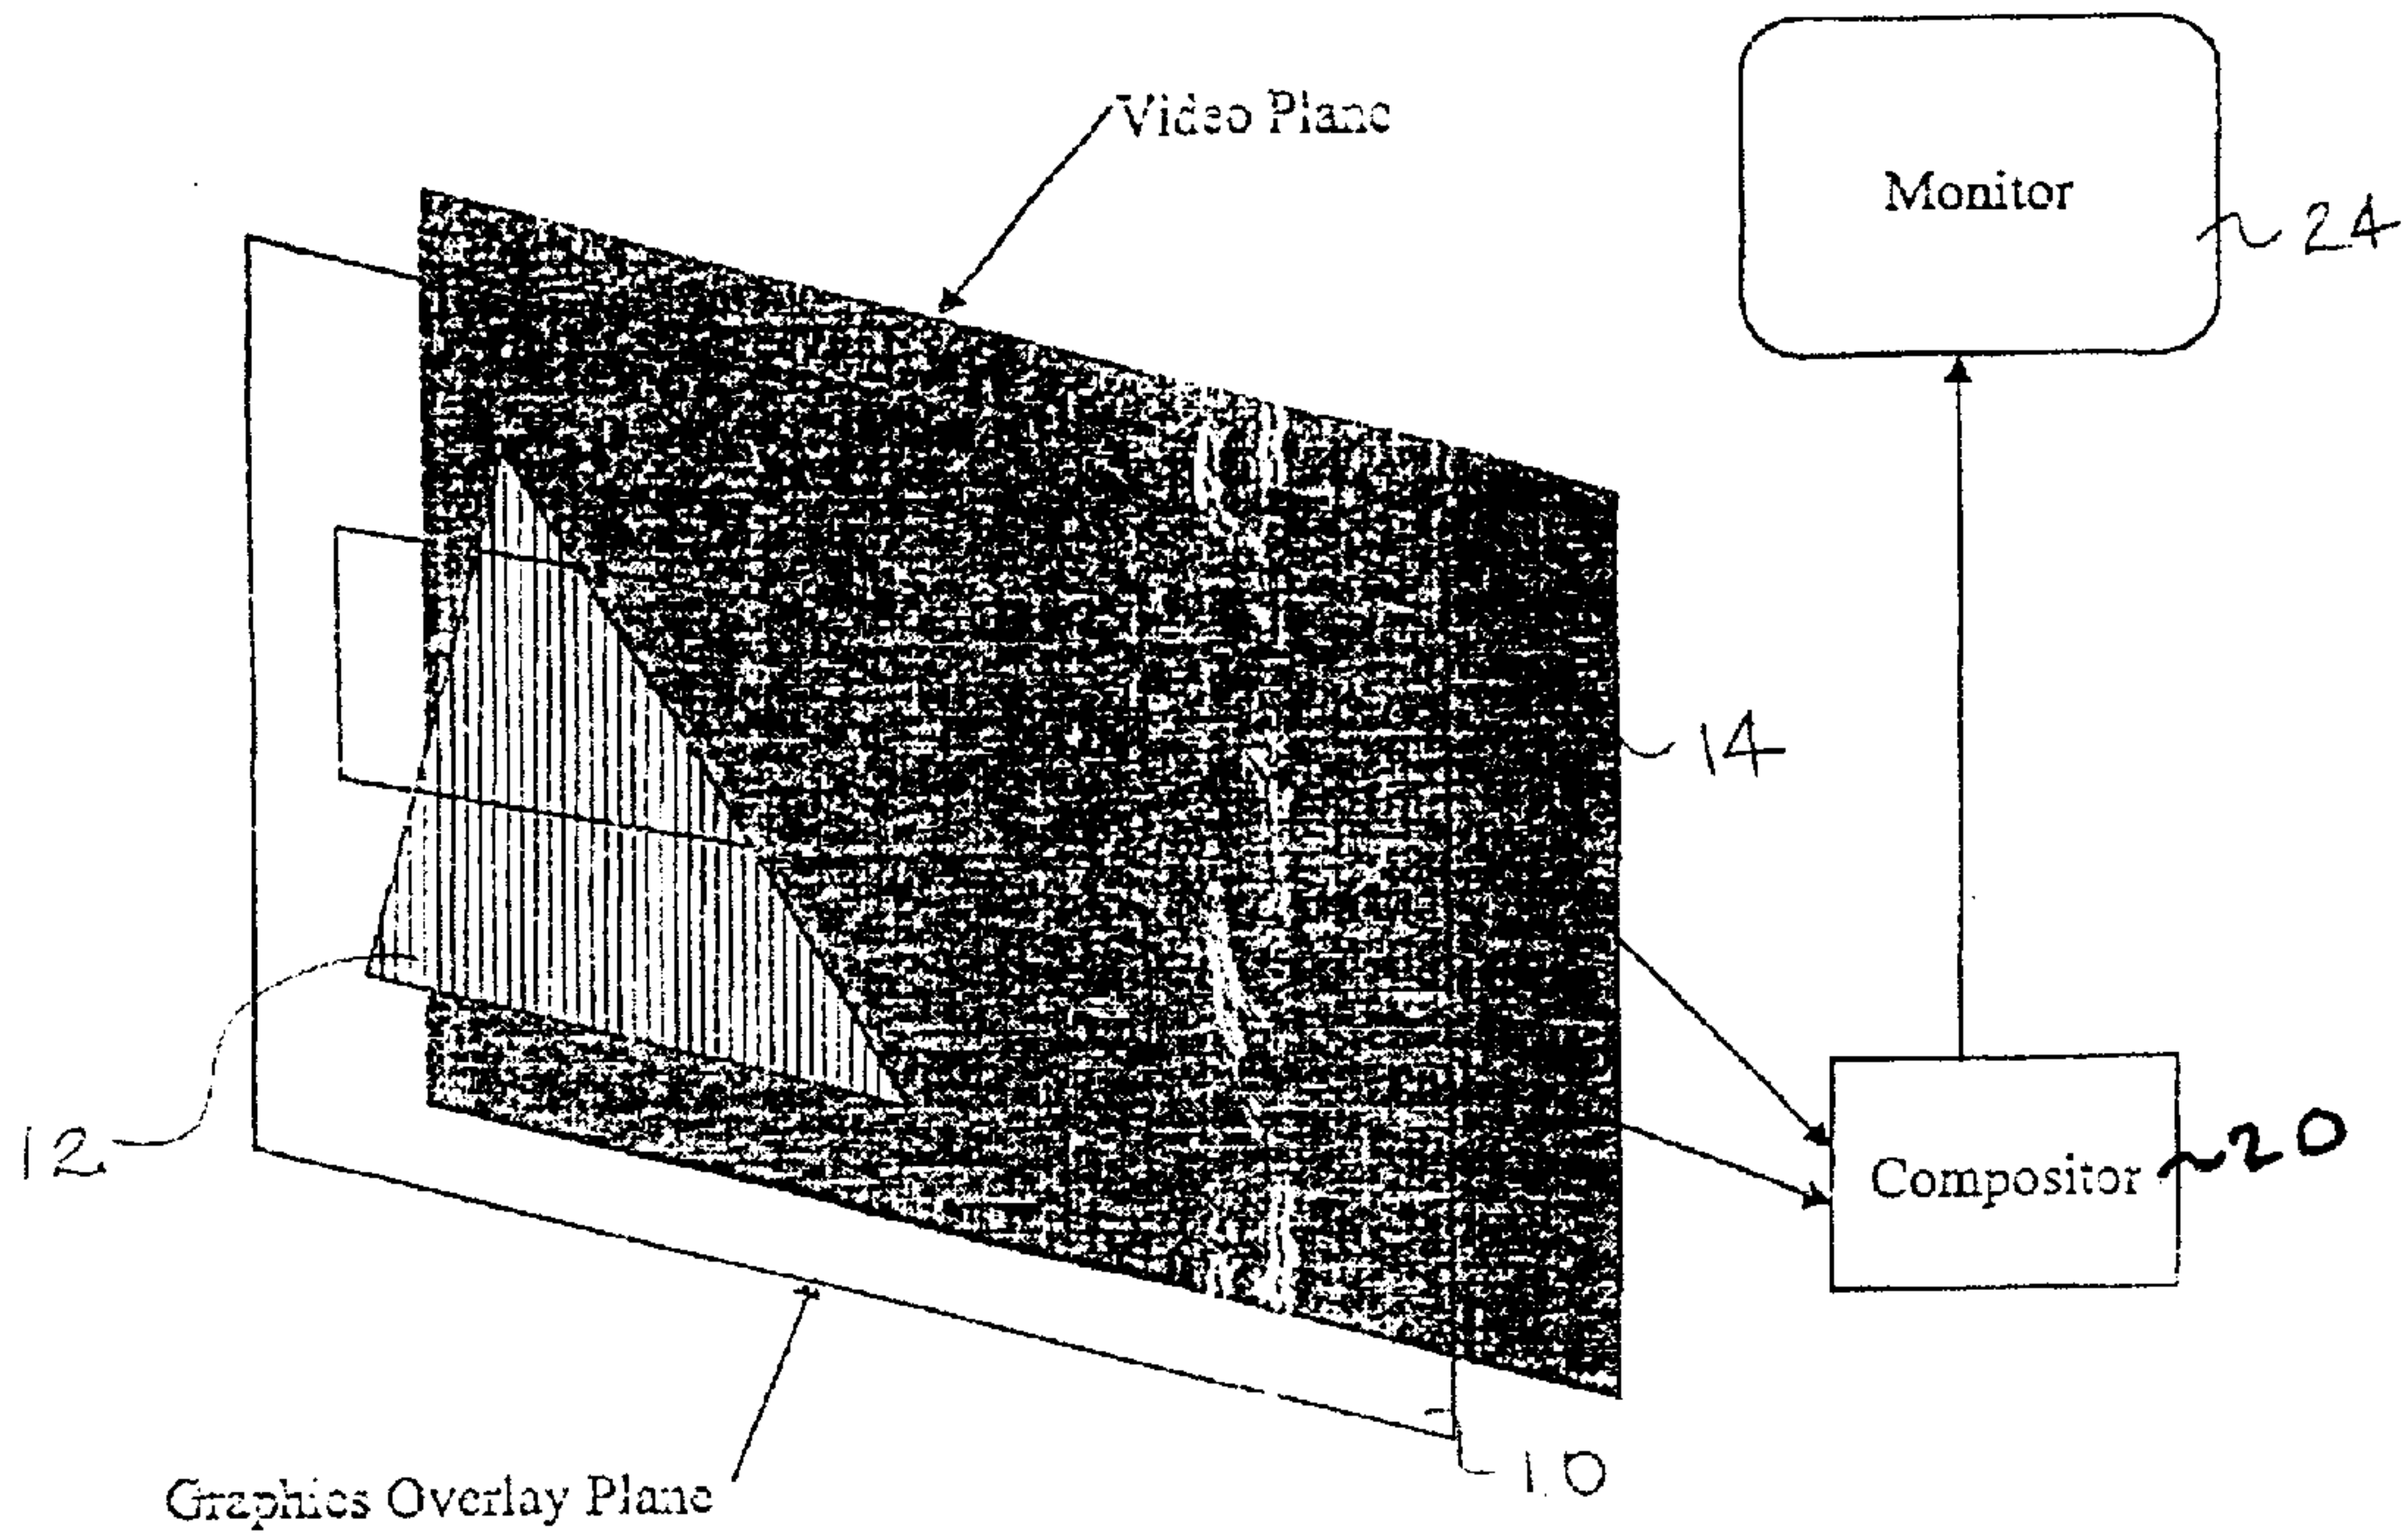 Video Plane
Monitor
24
14
12
Compositor
20
10
Graphics Overlay Plane